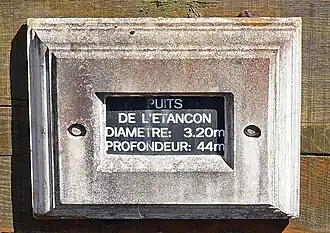 PUITS
DE L'ETANCON
DIAMETRE: 3.20m
PROFONDEUR: 44m